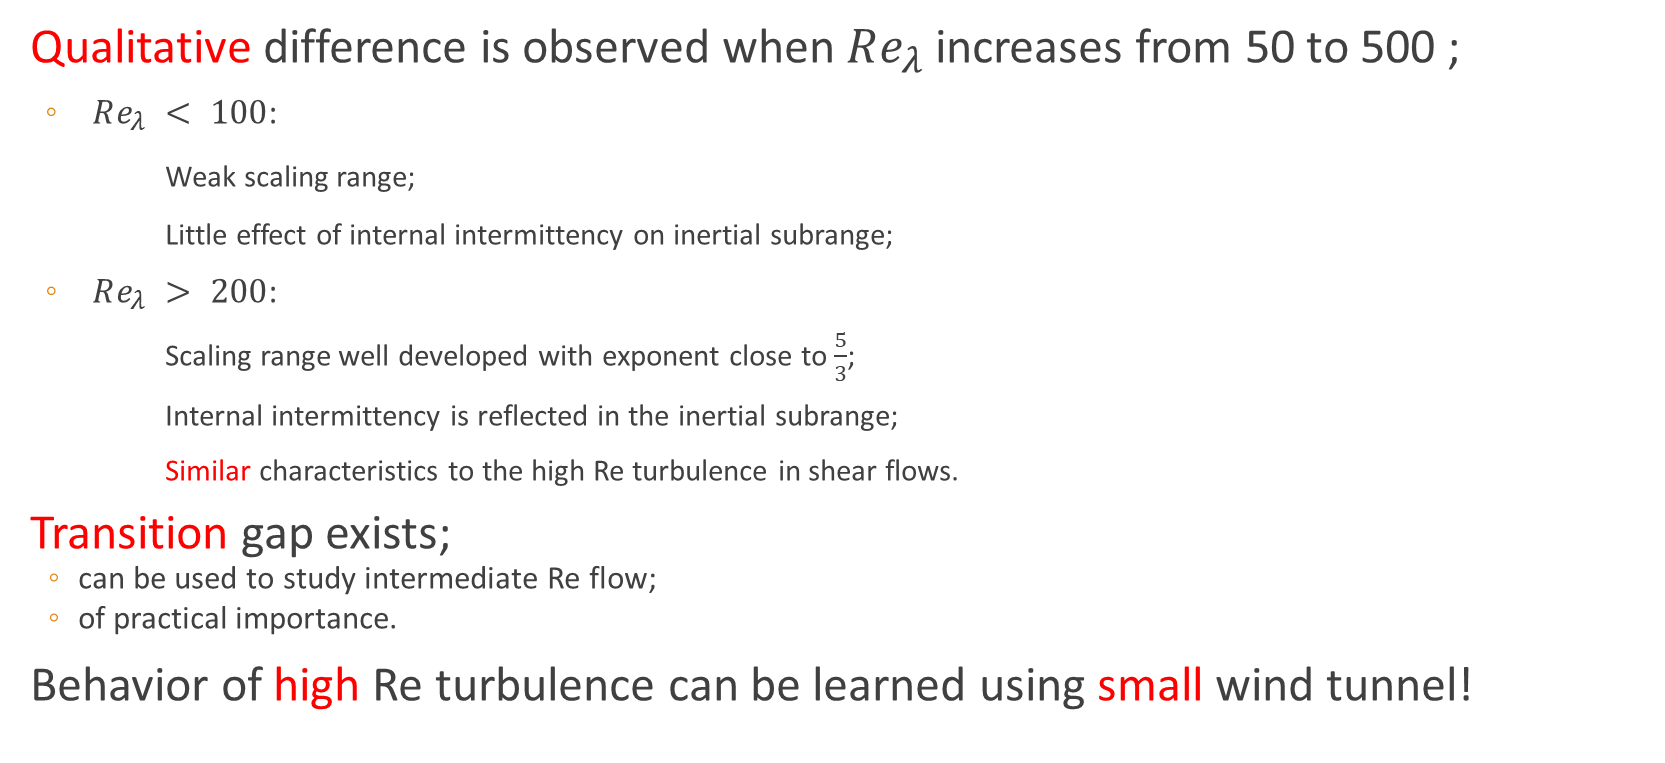 Qualitative difference is observed when Re_λ increases from 50 to 500 ;
◦ Re_λ < 100:
Weak scaling range;
Little effect of internal intermittency on inertial subrange;
◦ Re_λ > 200:
Scaling range well developed with exponent close to 5/3;
Internal intermittency is reflected in the inertial subrange;
Similar characteristics to the high Re turbulence in shear flows.
Transition gap exists;
◦ can be used to study intermediate Re flow;
◦ of practical importance.
Behavior of high Re turbulence can be learned using small wind tunnel!